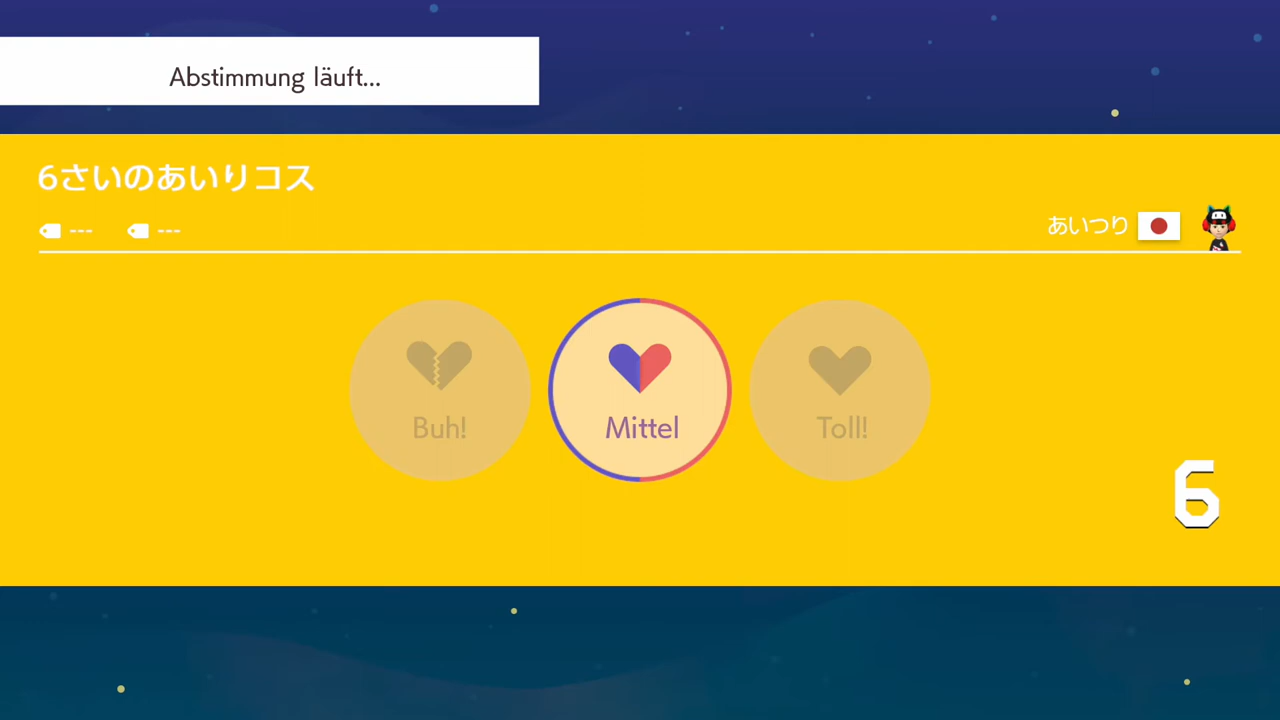 Abstimmung läuft...
6さいのあいりコス
--- ---
あいつり
Buh! Mittel Toll!
6